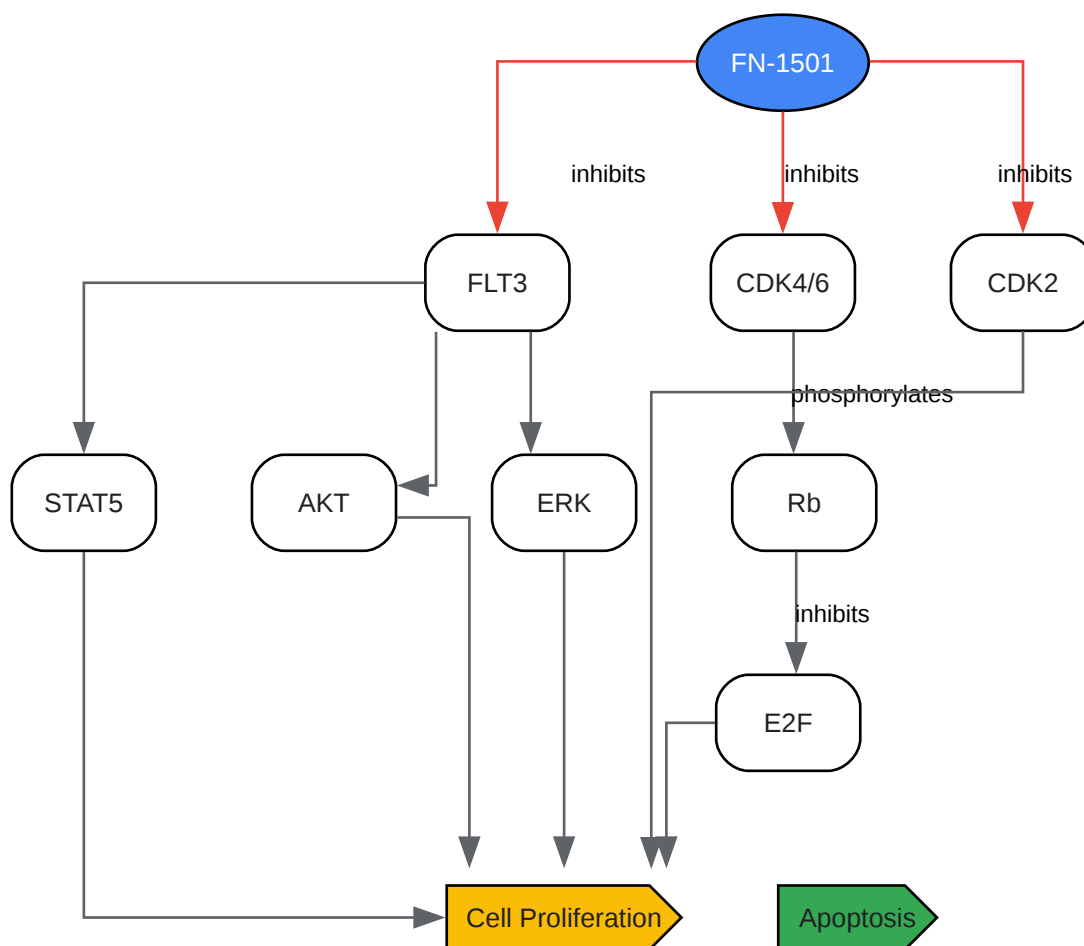 FN-1501
inhibits
inhibits
inhibits
FLT3
CDK4/6
CDK2
phosphorylates
STAT5
AKT
ERK
Rb
inhibits
E2F
Cell Proliferation
Apoptosis